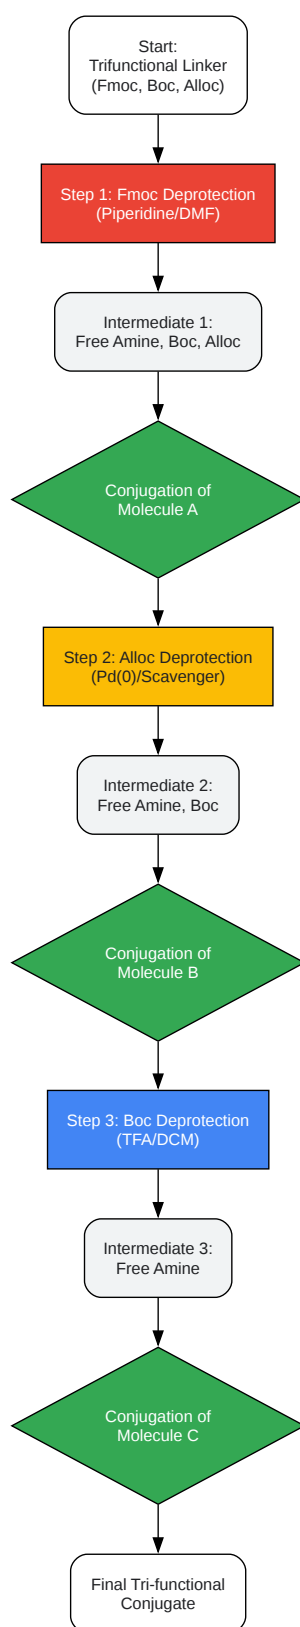 Start:
Trifunctional Linker
(Fmoc, Boc, Alloc)
Step 1: Fmoc Deprotection
(Piperidine/DMF)
Intermediate 1:
Free Amine, Boc, Alloc
Conjugation of
Molecule A
Step 2: Alloc Deprotection
(Pd(0)/Scavenger)
Intermediate 2:
Free Amine, Boc
Conjugation of
Molecule B
Step 3: Boc Deprotection
(TFA/DCM)
Intermediate 3:
Free Amine
Conjugation of
Molecule C
Final Tri-functional
Conjugate